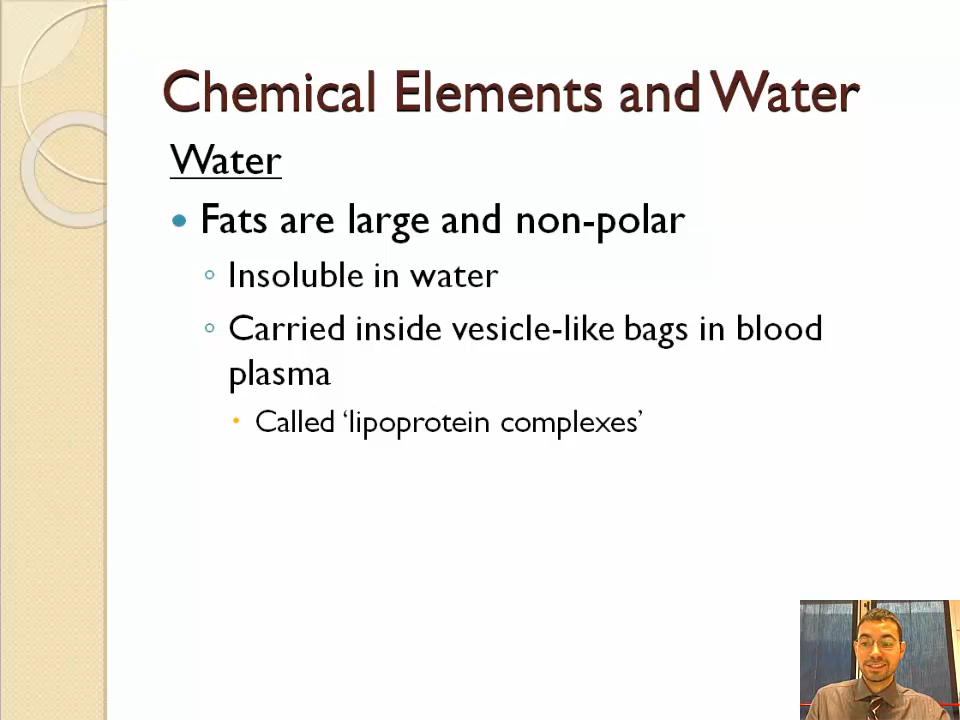 Chemical Elements and Water
Water
• Fats are large and non-polar
◦ Insoluble in water
◦ Carried inside vesicle-like bags in blood
plasma
• Called ‘lipoprotein complexes’